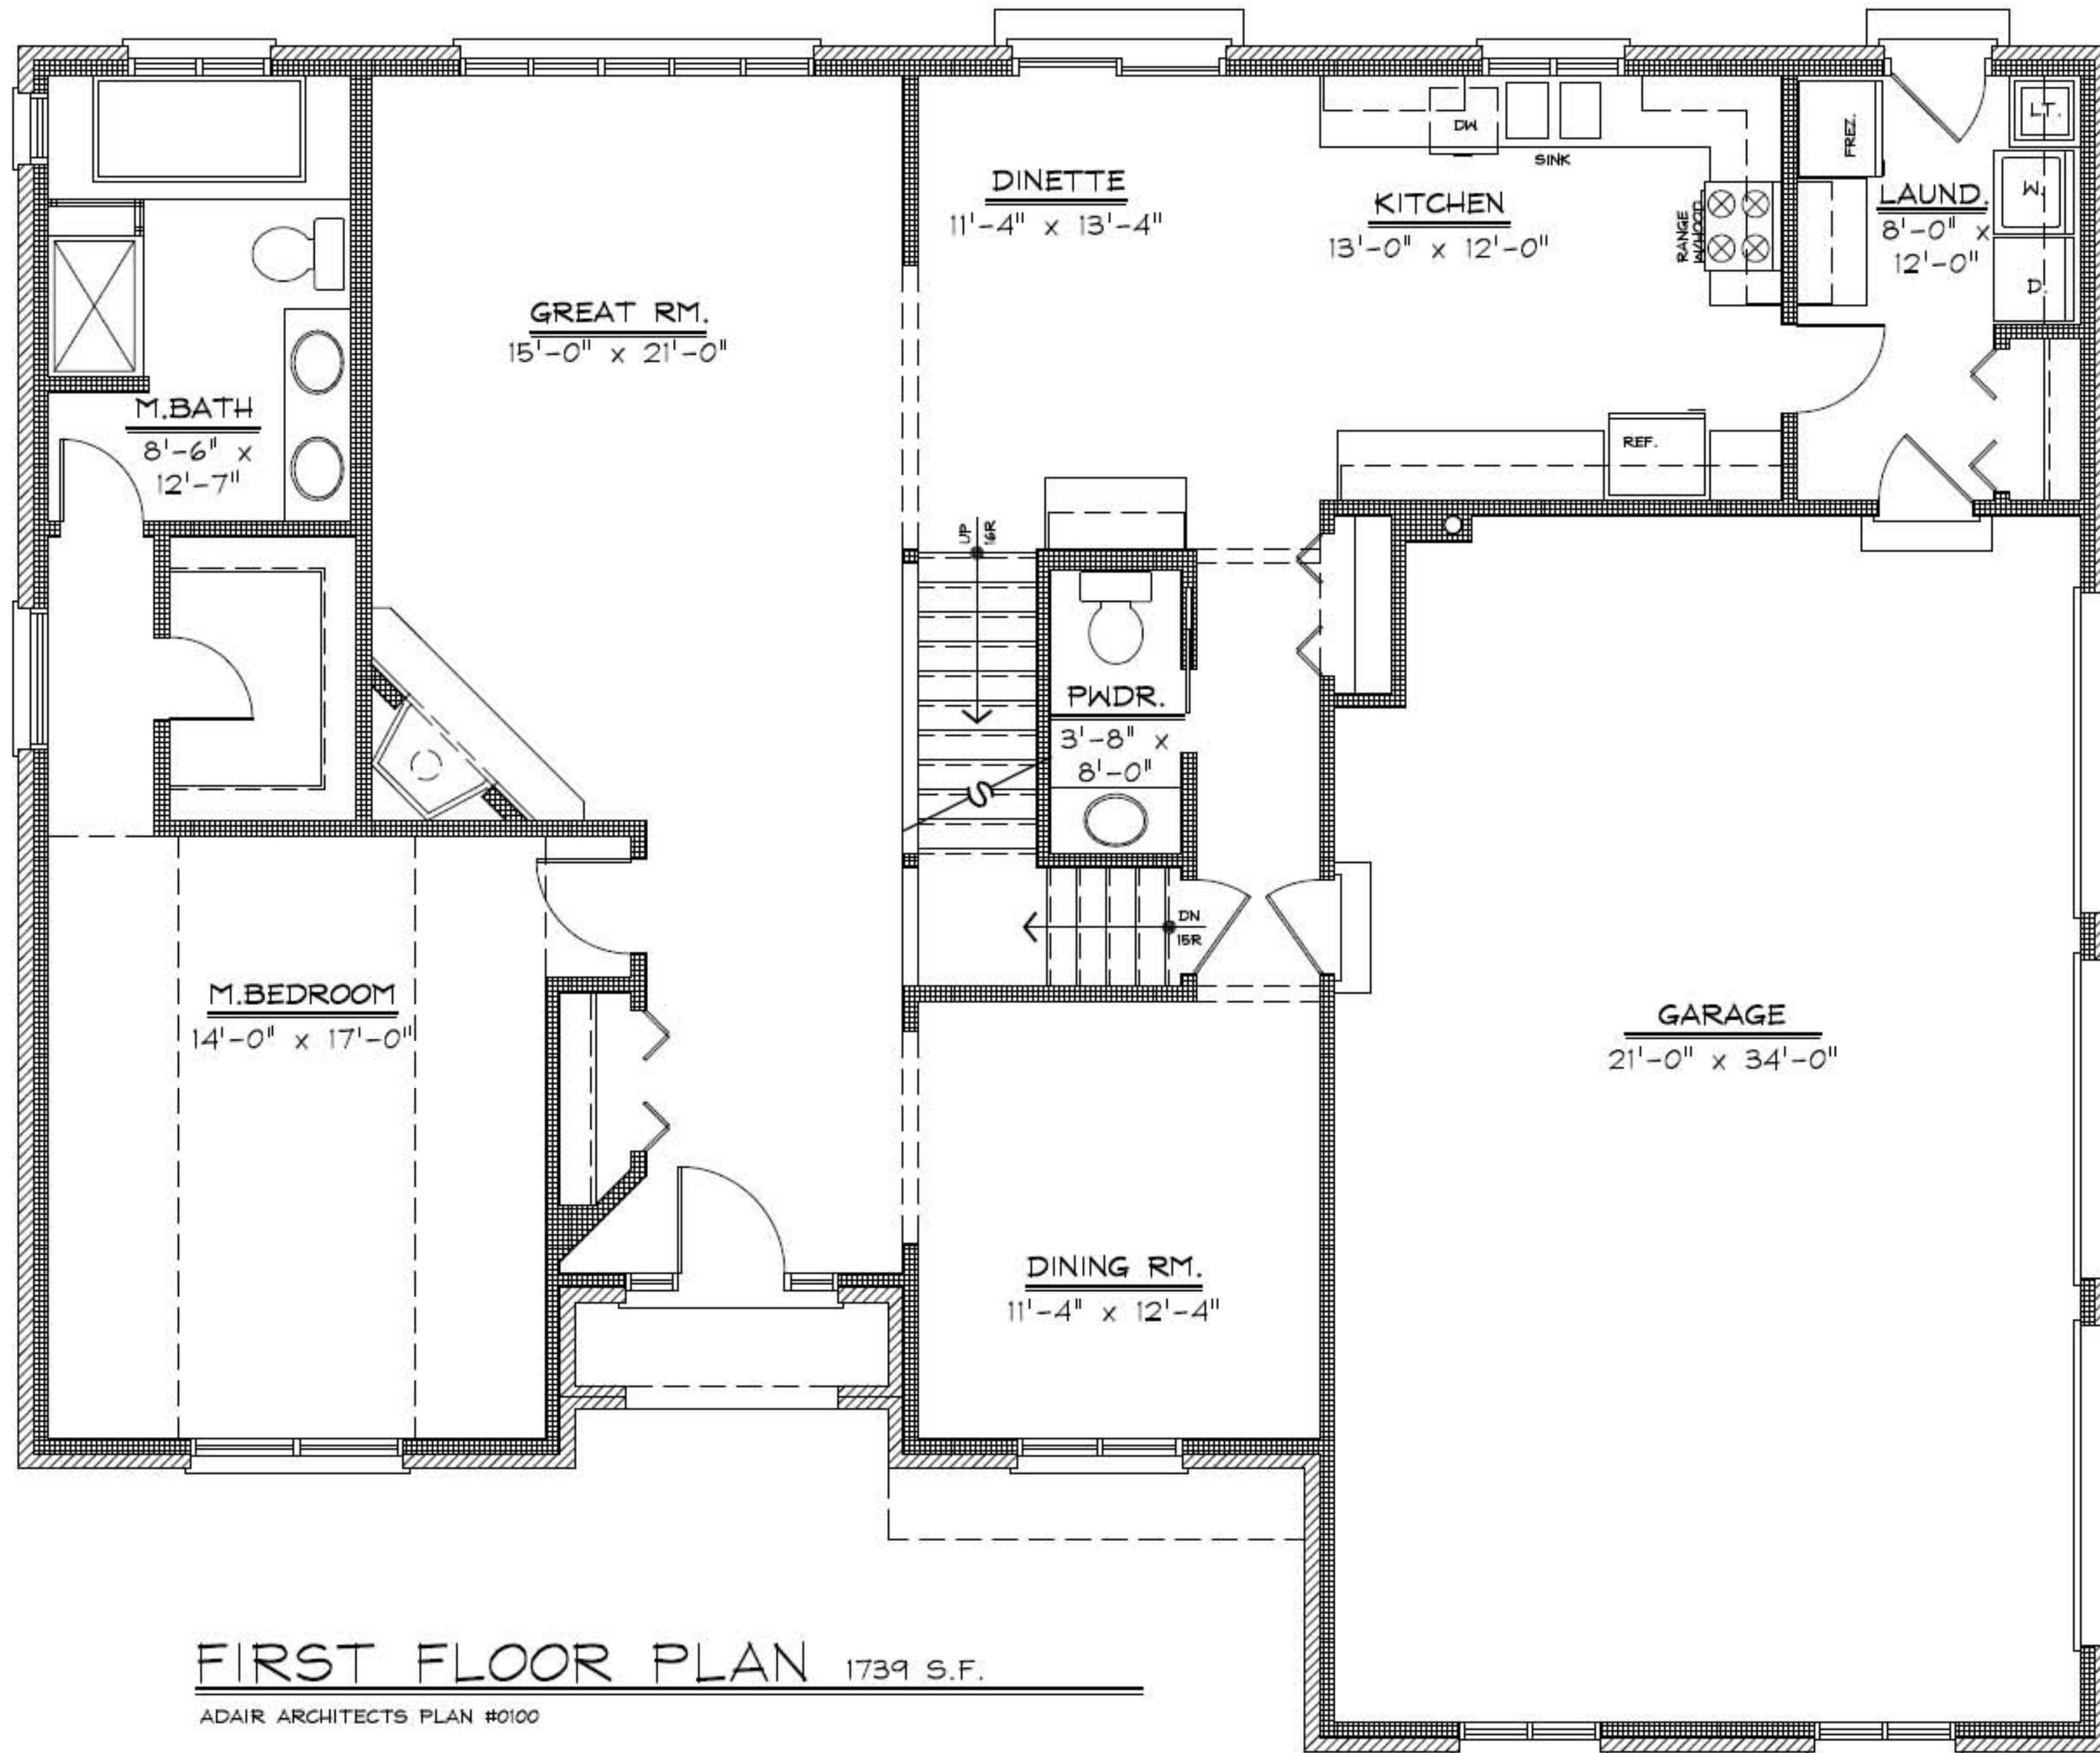 DW
SINK
FREZ.
LT.
DINETTE
11'-4" x 13'-4"
KITCHEN
13'-0" x 12'-0"
RANGE
W/HOOD
LAUND.
8'-0" x
12'-0"
W.
D.
GREAT RM.
15'-0" x 21'-0"
M.BATH
8'-6" x
12'-7"
REF.
UP
16R
PWDR.
3'-8" x
8'-0"
S
DN
15R
M.BEDROOM
14'-0" x 17'-0"
GARAGE
21'-0" x 34'-0"
DINING RM.
11'-4" x 12'-4"
FIRST FLOOR PLAN 1739 S.F.
ADAIR ARCHITECTS PLAN #0100